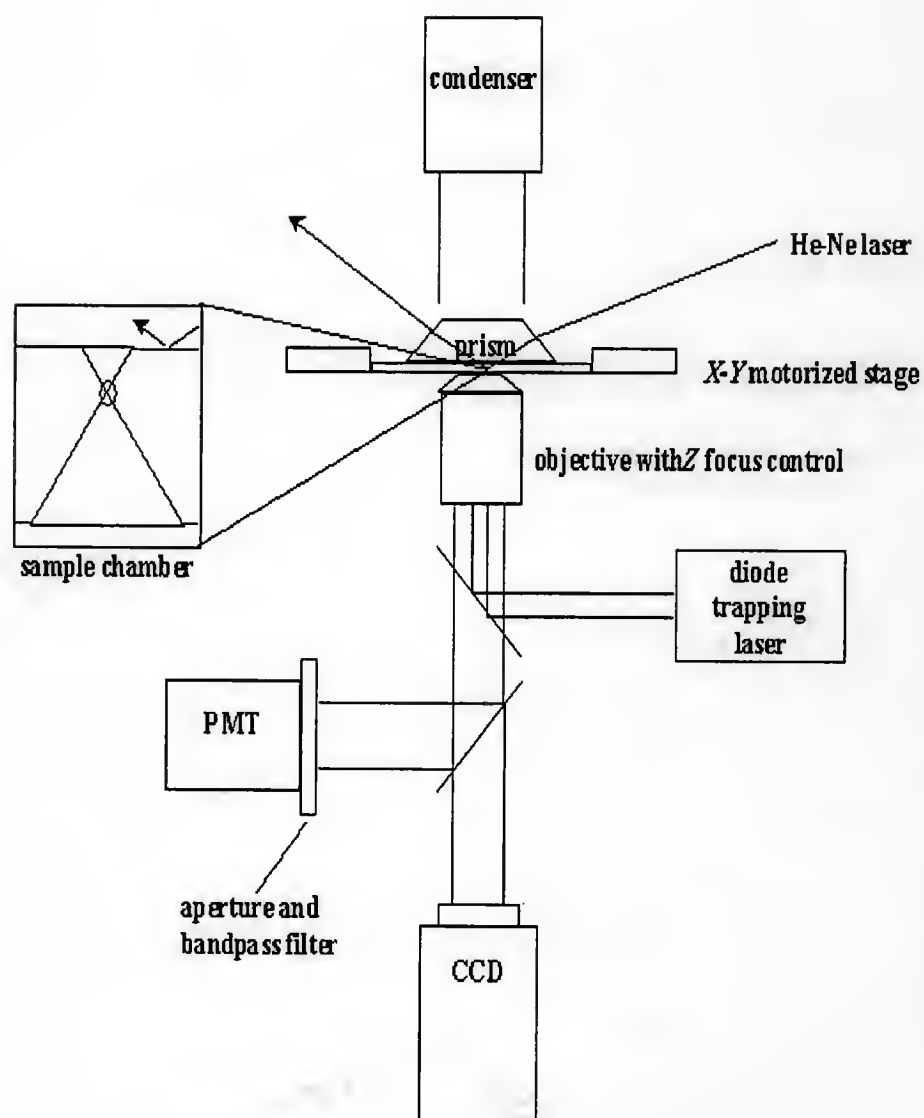 condenser
He-Ne laser
prism
X-Y motorized stage
objective with Z focus control
sample chamber
diode
trapping
laser
PMT
aperture and
bandpass filter
CCD